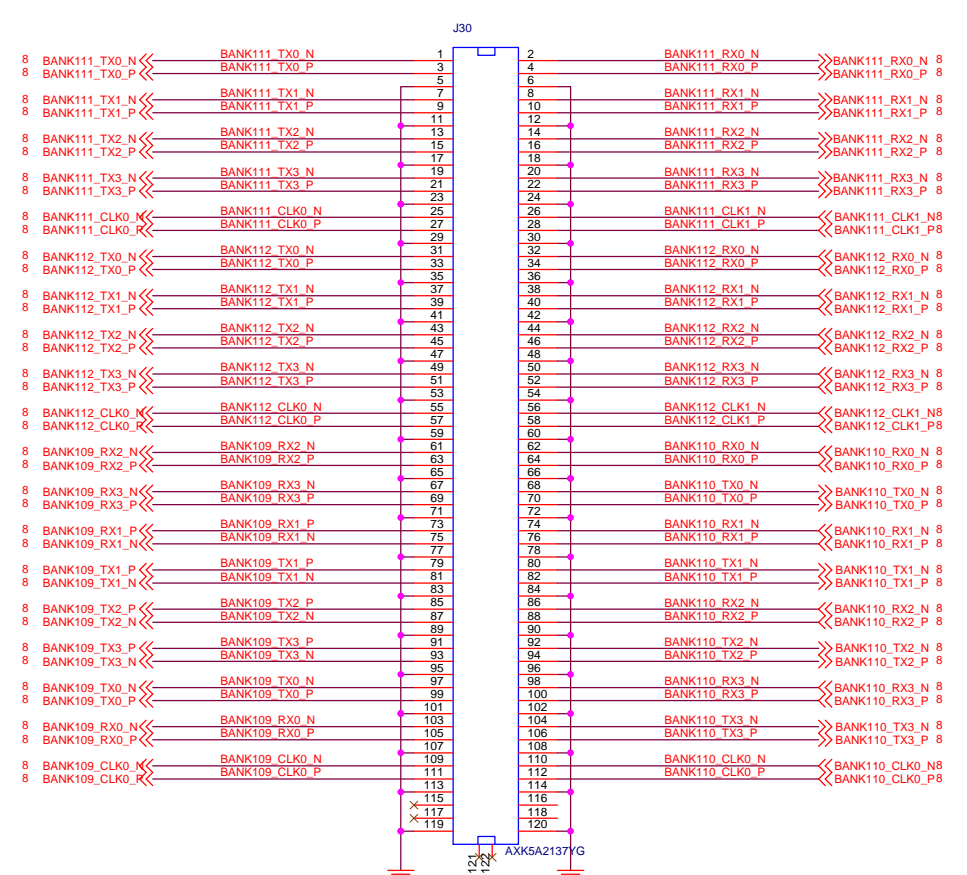 J30
8 BANK111_TX0_N BANK111_TX0_N 1 2 BANK111_RX0_N BANK111_RX0_N 8
8 BANK111_TX0_P BANK111_TX0_P 3 4 BANK111_RX0_P BANK111_RX0_P 8
5 6
8 BANK111_TX1_N BANK111_TX1_N 7 8 BANK111_RX1_N BANK111_RX1_N 8
8 BANK111_TX1_P BANK111_TX1_P 9 10 BANK111_RX1_P BANK111_RX1_P 8
11 12
8 BANK111_TX2_N BANK111_TX2_N 13 14 BANK111_RX2_N BANK111_RX2_N 8
8 BANK111_TX2_P BANK111_TX2_P 15 16 BANK111_RX2_P BANK111_RX2_P 8
17 18
8 BANK111_TX3_N BANK111_TX3_N 19 20 BANK111_RX3_N BANK111_RX3_N 8
8 BANK111_TX3_P BANK111_TX3_P 21 22 BANK111_RX3_P BANK111_RX3_P 8
23 24
8 BANK111_CLK0_N BANK111_CLK0_N 25 26 BANK111_CLK1_N BANK111_CLK1_N 8
8 BANK111_CLK0_P BANK111_CLK0_P 27 28 BANK111_CLK1_P BANK111_CLK1_P 8
29 30
8 BANK112_TX0_N BANK112_TX0_N 31 32 BANK112_RX0_N BANK112_RX0_N 8
8 BANK112_TX0_P BANK112_TX0_P 33 34 BANK112_RX0_P BANK112_RX0_P 8
35 36
8 BANK112_TX1_N BANK112_TX1_N 37 38 BANK112_RX1_N BANK112_RX1_N 8
8 BANK112_TX1_P BANK112_TX1_P 39 40 BANK112_RX1_P BANK112_RX1_P 8
41 42
8 BANK112_TX2_N BANK112_TX2_N 43 44 BANK112_RX2_N BANK112_RX2_N 8
8 BANK112_TX2_P BANK112_TX2_P 45 46 BANK112_RX2_P BANK112_RX2_P 8
47 48
8 BANK112_TX3_N BANK112_TX3_N 49 50 BANK112_RX3_N BANK112_RX3_N 8
8 BANK112_TX3_P BANK112_TX3_P 51 52 BANK112_RX3_P BANK112_RX3_P 8
53 54
8 BANK112_CLK0_N BANK112_CLK0_N 55 56 BANK112_CLK1_N BANK112_CLK1_N 8
8 BANK112_CLK0_P BANK112_CLK0_P 57 58 BANK112_CLK1_P BANK112_CLK1_P 8
59 60
8 BANK109_RX2_N BANK109_RX2_N 61 62 BANK110_RX0_N BANK110_RX0_N 8
8 BANK109_RX2_P BANK109_RX2_P 63 64 BANK110_RX0_P BANK110_RX0_P 8
65 66
8 BANK109_RX3_N BANK109_RX3_N 67 68 BANK110_TX0_N BANK110_TX0_N 8
8 BANK109_RX3_P BANK109_RX3_P 69 70 BANK110_TX0_P BANK110_TX0_P 8
71 72
8 BANK109_RX1_P BANK109_RX1_P 73 74 BANK110_RX1_N BANK110_RX1_N 8
8 BANK109_RX1_N BANK109_RX1_N 75 76 BANK110_RX1_P BANK110_RX1_P 8
77 78
8 BANK109_TX1_P BANK109_TX1_P 79 80 BANK110_TX1_N BANK110_TX1_N 8
8 BANK109_TX1_N BANK109_TX1_N 81 82 BANK110_TX1_P BANK110_TX1_P 8
83 84
8 BANK109_TX2_P BANK109_TX2_P 85 86 BANK110_RX2_N BANK110_RX2_N 8
8 BANK109_TX2_N BANK109_TX2_N 87 88 BANK110_RX2_P BANK110_RX2_P 8
89 90
8 BANK109_TX3_P BANK109_TX3_P 91 92 BANK110_TX2_N BANK110_TX2_N 8
8 BANK109_TX3_N BANK109_TX3_N 93 94 BANK110_TX2_P BANK110_TX2_P 8
95 96
8 BANK109_TX0_N BANK109_TX0_N 97 98 BANK110_RX3_N BANK110_RX3_N 8
8 BANK109_TX0_P BANK109_TX0_P 99 100 BANK110_RX3_P BANK110_RX3_P 8
101 102
8 BANK109_RX0_N BANK109_RX0_N 103 104 BANK110_TX3_N BANK110_TX3_N 8
8 BANK109_RX0_P BANK109_RX0_P 105 106 BANK110_TX3_P BANK110_TX3_P 8
107 108
8 BANK109_CLK0_N BANK109_CLK0_N 109 110 BANK110_CLK0_N BANK110_CLK0_N 8
8 BANK109_CLK0_P BANK109_CLK0_P 111 112 BANK110_CLK0_P BANK110_CLK0_P 8
113 114
115 116
117 118
119 120
121 122 AXK5A2137YG